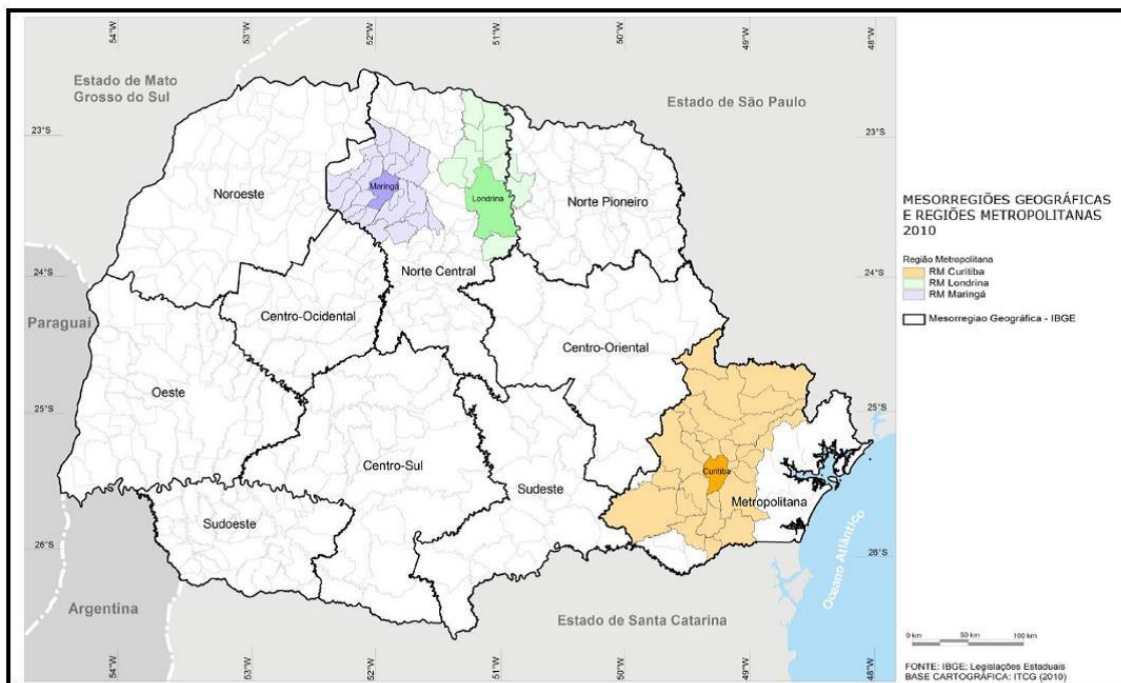 54°W
53°W
52°W
51°W
50°W
49°W
48°W
Estado de Mato
Grosso do Sul
Estado de São Paulo
23°S
23°S
Noroeste
Maringá
Londrina
Norte Pioneiro
MESORREGIÕES GEOGRÁFICAS
E REGIÕES METROPOLITANAS
2010
Região Metropolitana
RM Curitiba
RM Londrina
RM Maringá
Mesorregiao Geográfica - IBGE
24°S
24°S
Norte Central
Paraguai
Centro-Ocidental
Centro-Oriental
Oeste
25°S
25°S
Centro-Sul
Curitiba
Sudeste
Metropolitana
Sudoeste
26°S
26°S
Oceano Atlântico
Argentina
Estado de Santa Catarina
0 km 50 km 100 km
54°W
53°W
52°W
51°W
50°W
49°W
48°W
FONTE: IBGE; Legislações Estaduais
BASE CARTOGRÁFICA: ITCG (2010)